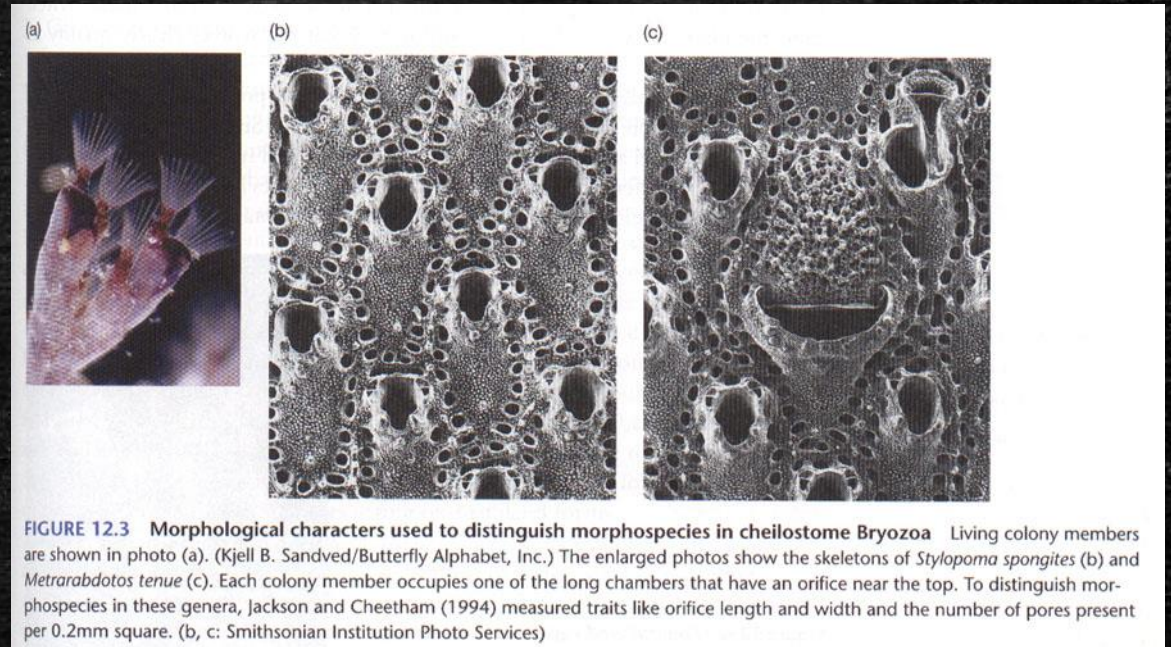 (a)
(b)
(c)
FIGURE 12.3 Morphological characters used to distinguish morphospecies in cheilostome Bryozoa Living colony members
are shown in photo (a). (Kjell B. Sandved/Butterfly Alphabet, Inc.) The enlarged photos show the skeletons of Stylopoma spongites (b) and
Metrarabdotos tenue (c). Each colony member occupies one of the long chambers that have an orifice near the top. To distinguish mor-
phospecies in these genera, Jackson and Cheetham (1994) measured traits like orifice length and width and the number of pores present
per 0.2mm square. (b, c: Smithsonian Institution Photo Services)